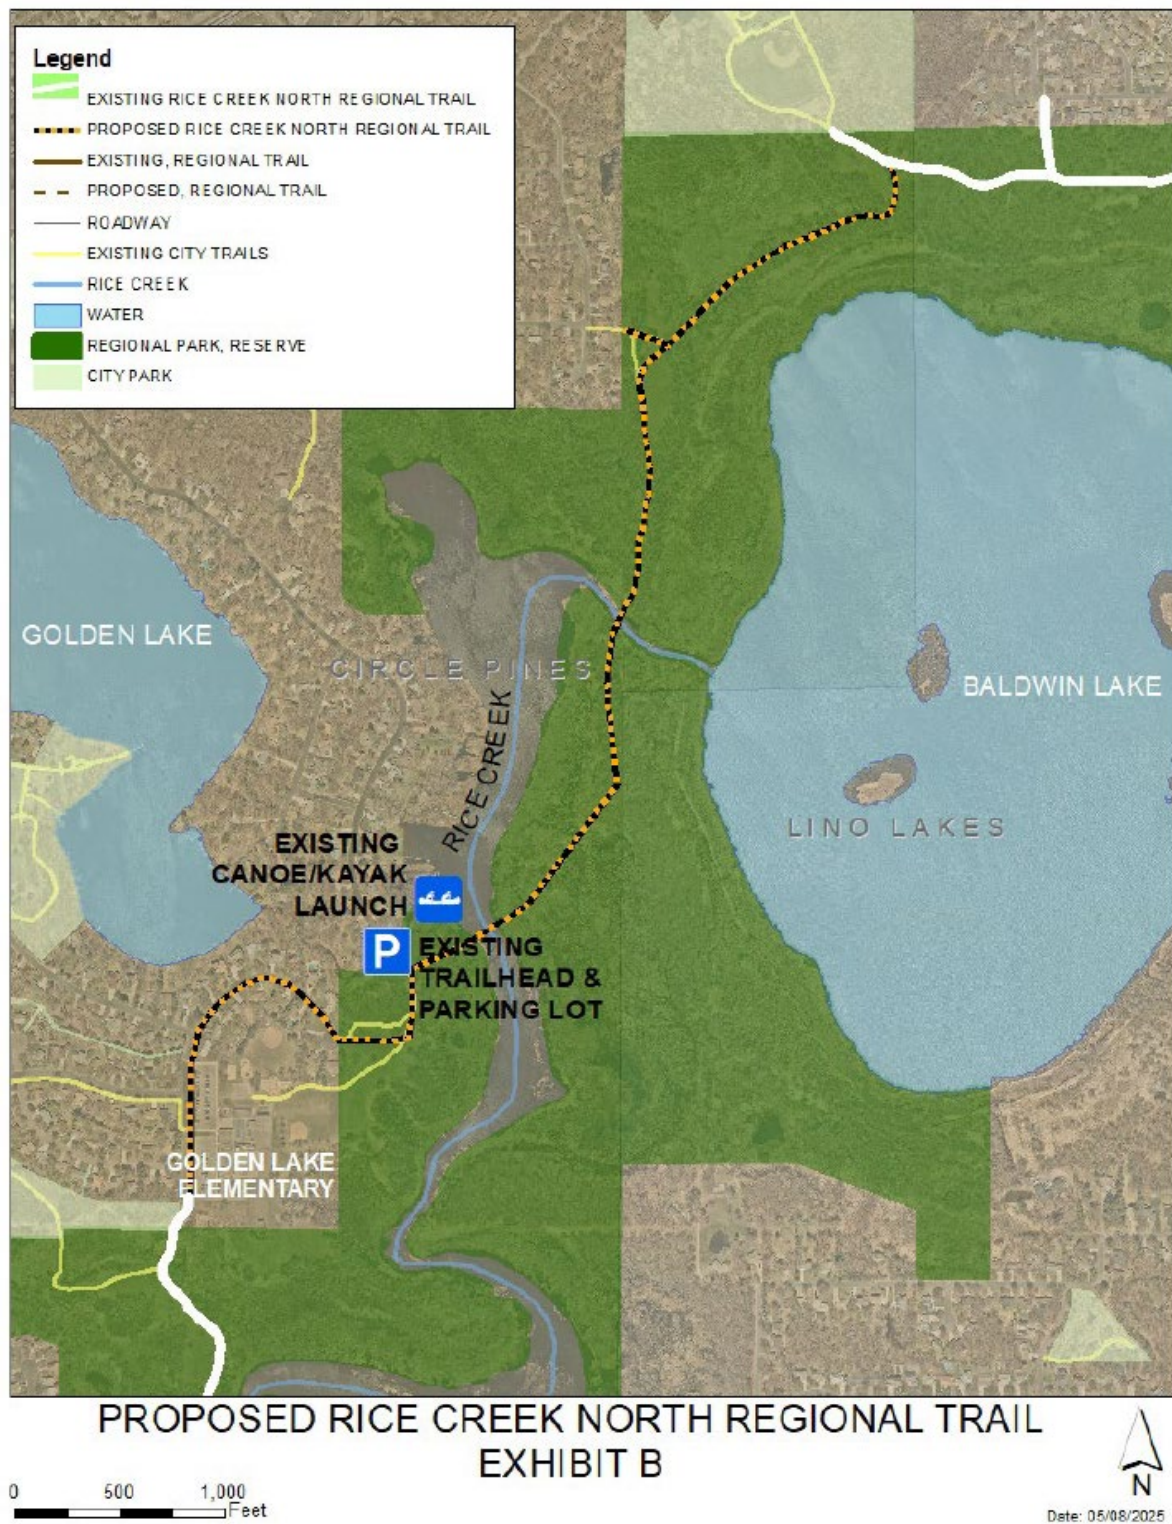 Legend
EXISTING RICE CREEK NORTH REGIONAL TRAIL
PROPOSED RICE CREEK NORTH REGIONAL TRAIL
EXISTING, REGIONAL TRAIL
PROPOSED, REGIONAL TRAIL
ROADWAY
EXISTING CITY TRAILS
RICE CREEK
WATER
REGIONAL PARK, RESERVE
CITY PARK
GOLDEN LAKE
CIRCLE PINES
BALDWIN LAKE
RICE CREEK
LINO LAKES
EXISTING
CANOE/KAYAK
LAUNCH
P
EXISTING
TRAILHEAD &
PARKING LOT
GOLDEN LAKE
ELEMENTARY
PROPOSED RICE CREEK NORTH REGIONAL TRAIL
EXHIBIT B
0 500 1,000
Feet
N
Date: 05/08/2025